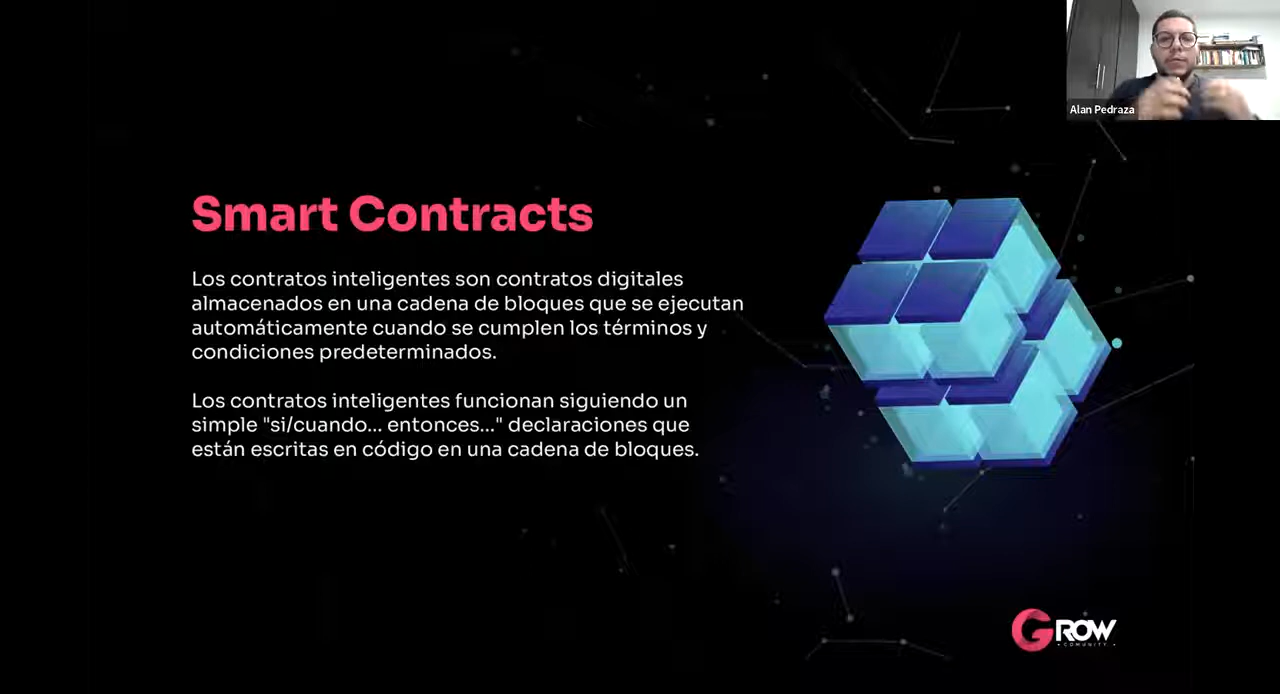 Alan Pedraza
Smart Contracts
Los contratos inteligentes son contratos digitales
almacenados en una cadena de bloques que se ejecutan
automáticamente cuando se cumplen los términos y
condiciones predeterminados.
Los contratos inteligentes funcionan siguiendo un
simple "si/cuando... entonces..." declaraciones que
están escritas en código en una cadena de bloques.
GROW
COMUNITY